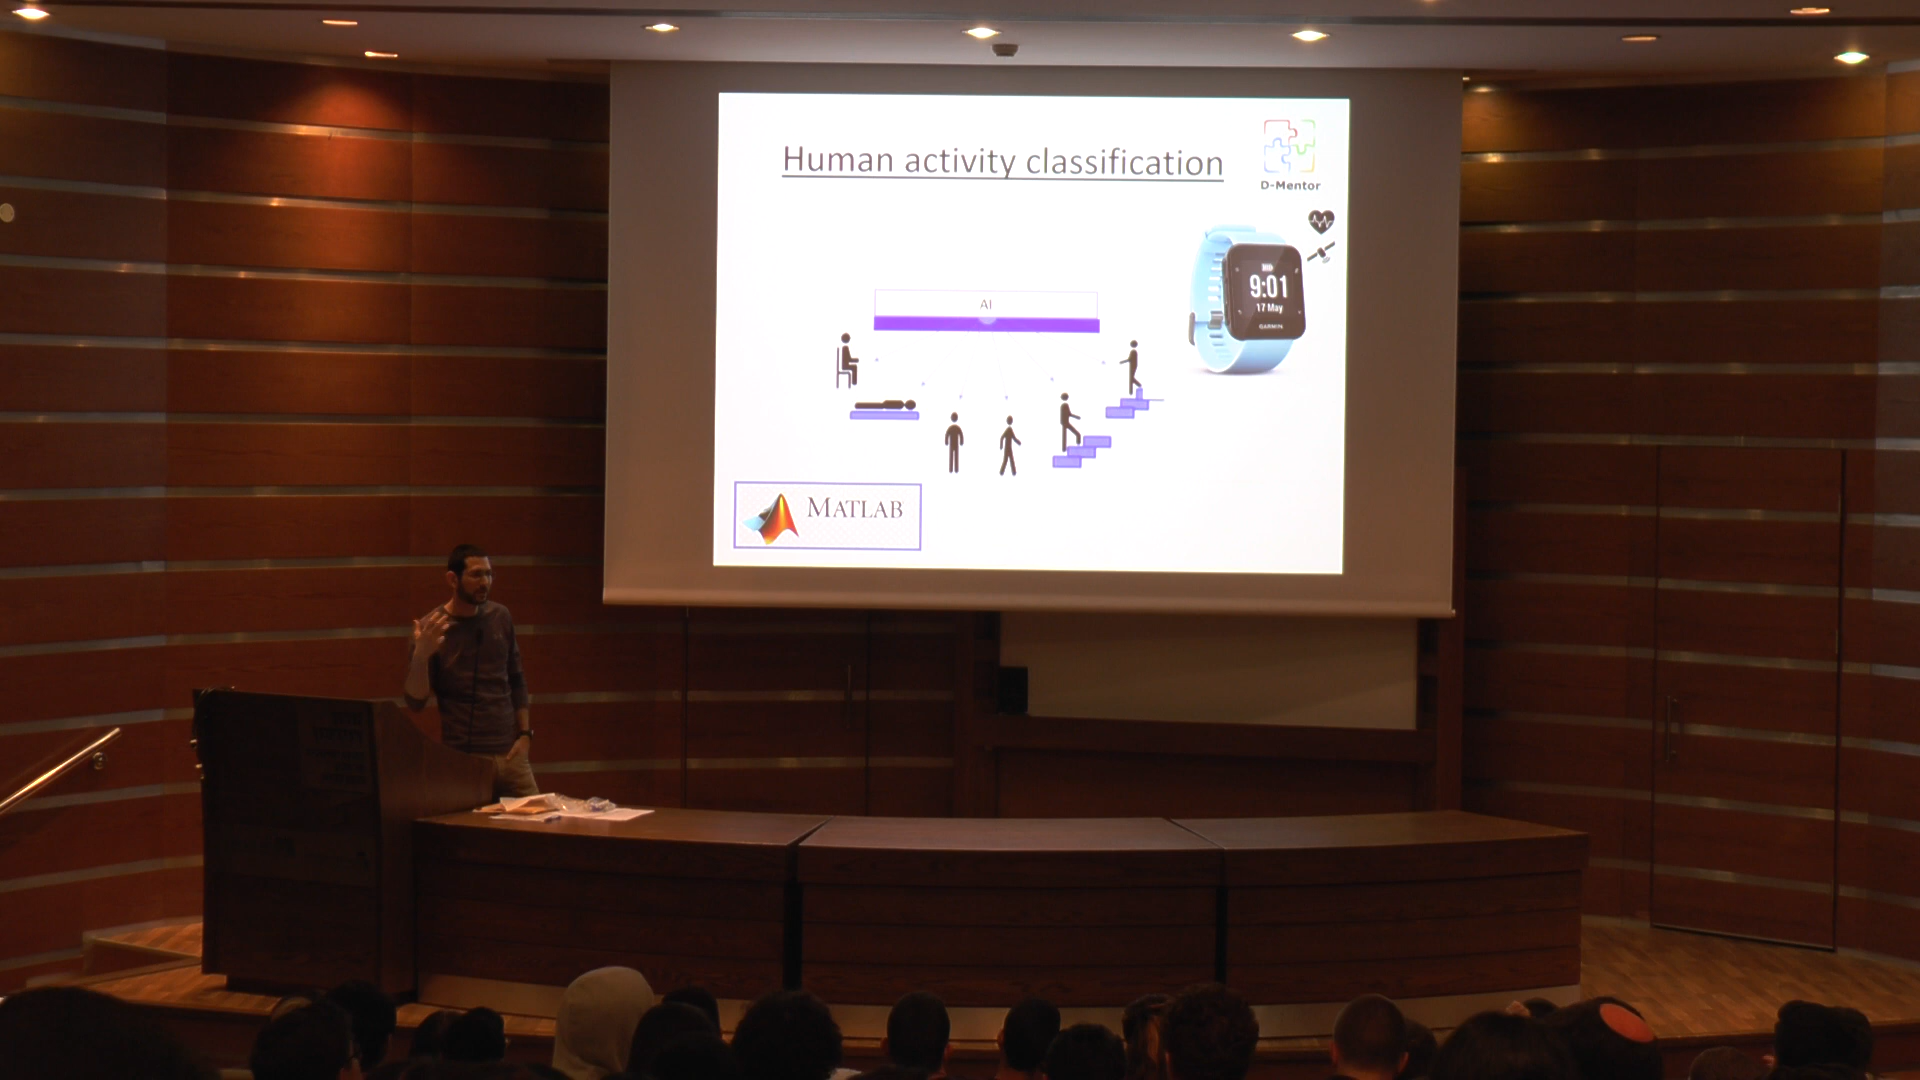 Human activity classification
D-Mentor
9:01
17 May
GARMIN
AI
MATLAB